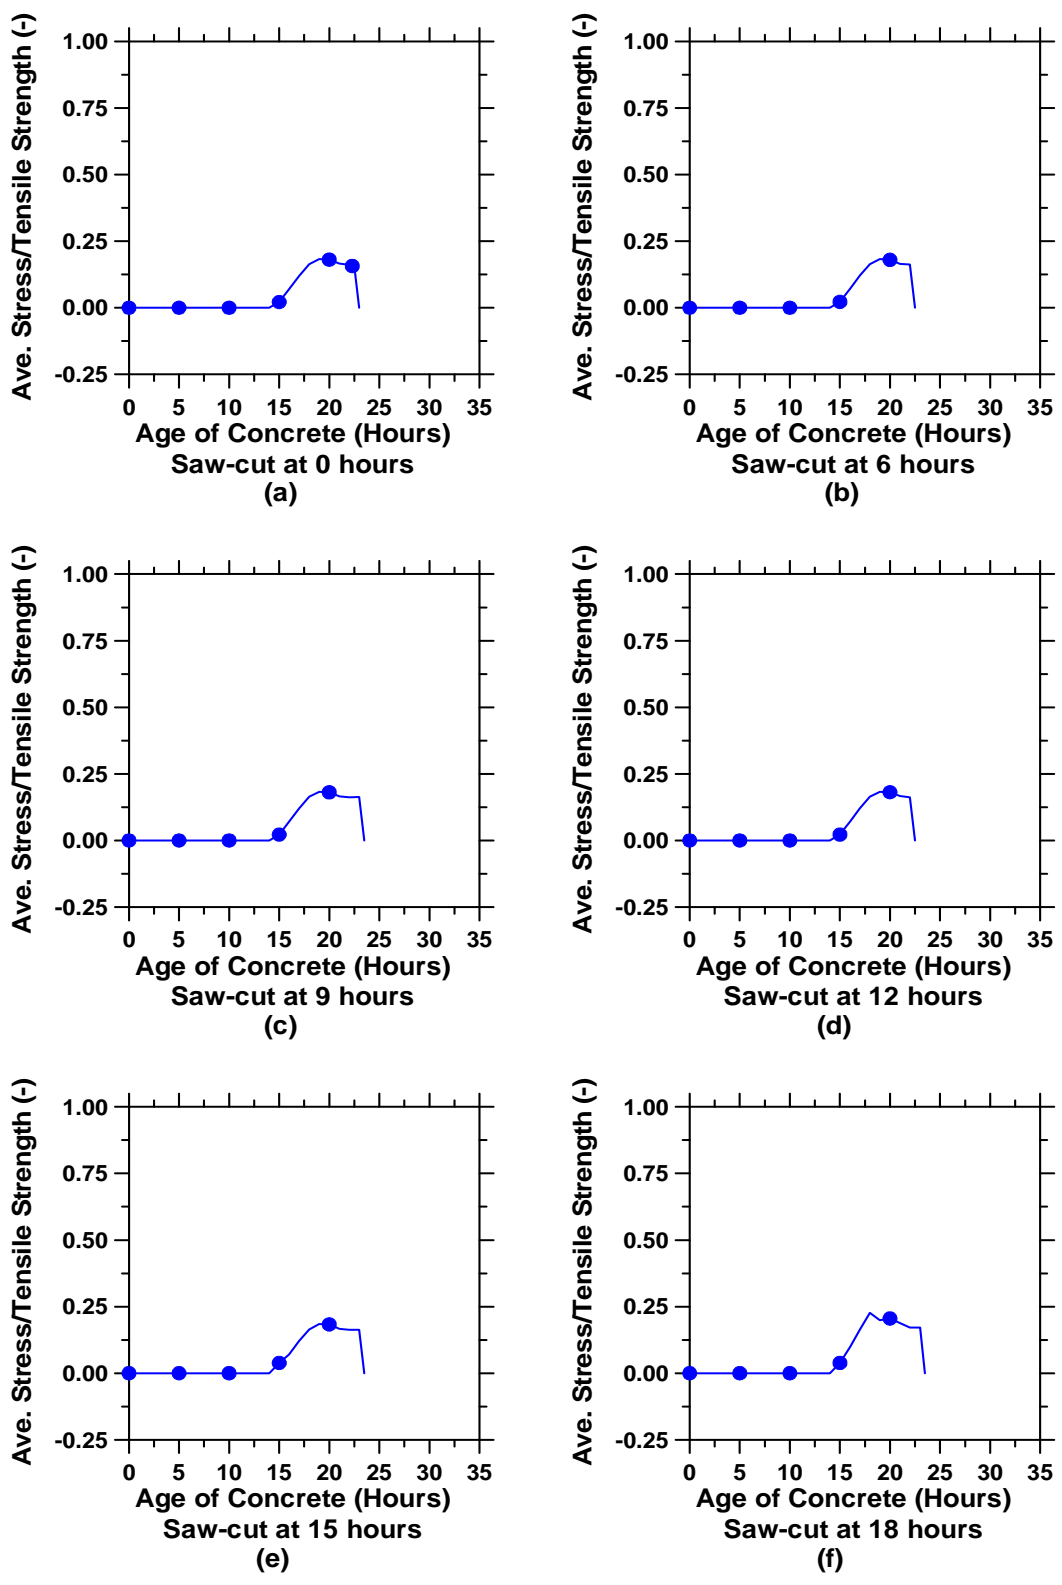 Ave. Stress/Tensile Strength (-)
1.00
0.75
0.50
0.25
0.00
-0.25
0 5 10 15 20 25 30 35
Age of Concrete (Hours)
Saw-cut at 0 hours
(a)
Ave. Stress/Tensile Strength (-)
1.00
0.75
0.50
0.25
0.00
-0.25
0 5 10 15 20 25 30 35
Age of Concrete (Hours)
Saw-cut at 6 hours
(b)
Ave. Stress/Tensile Strength (-)
1.00
0.75
0.50
0.25
0.00
-0.25
0 5 10 15 20 25 30 35
Age of Concrete (Hours)
Saw-cut at 9 hours
(c)
Ave. Stress/Tensile Strength (-)
1.00
0.75
0.50
0.25
0.00
-0.25
0 5 10 15 20 25 30 35
Age of Concrete (Hours)
Saw-cut at 12 hours
(d)
Ave. Stress/Tensile Strength (-)
1.00
0.75
0.50
0.25
0.00
-0.25
0 5 10 15 20 25 30 35
Age of Concrete (Hours)
Saw-cut at 15 hours
(e)
Ave. Stress/Tensile Strength (-)
1.00
0.75
0.50
0.25
0.00
-0.25
0 5 10 15 20 25 30 35
Age of Concrete (Hours)
Saw-cut at 18 hours
(f)